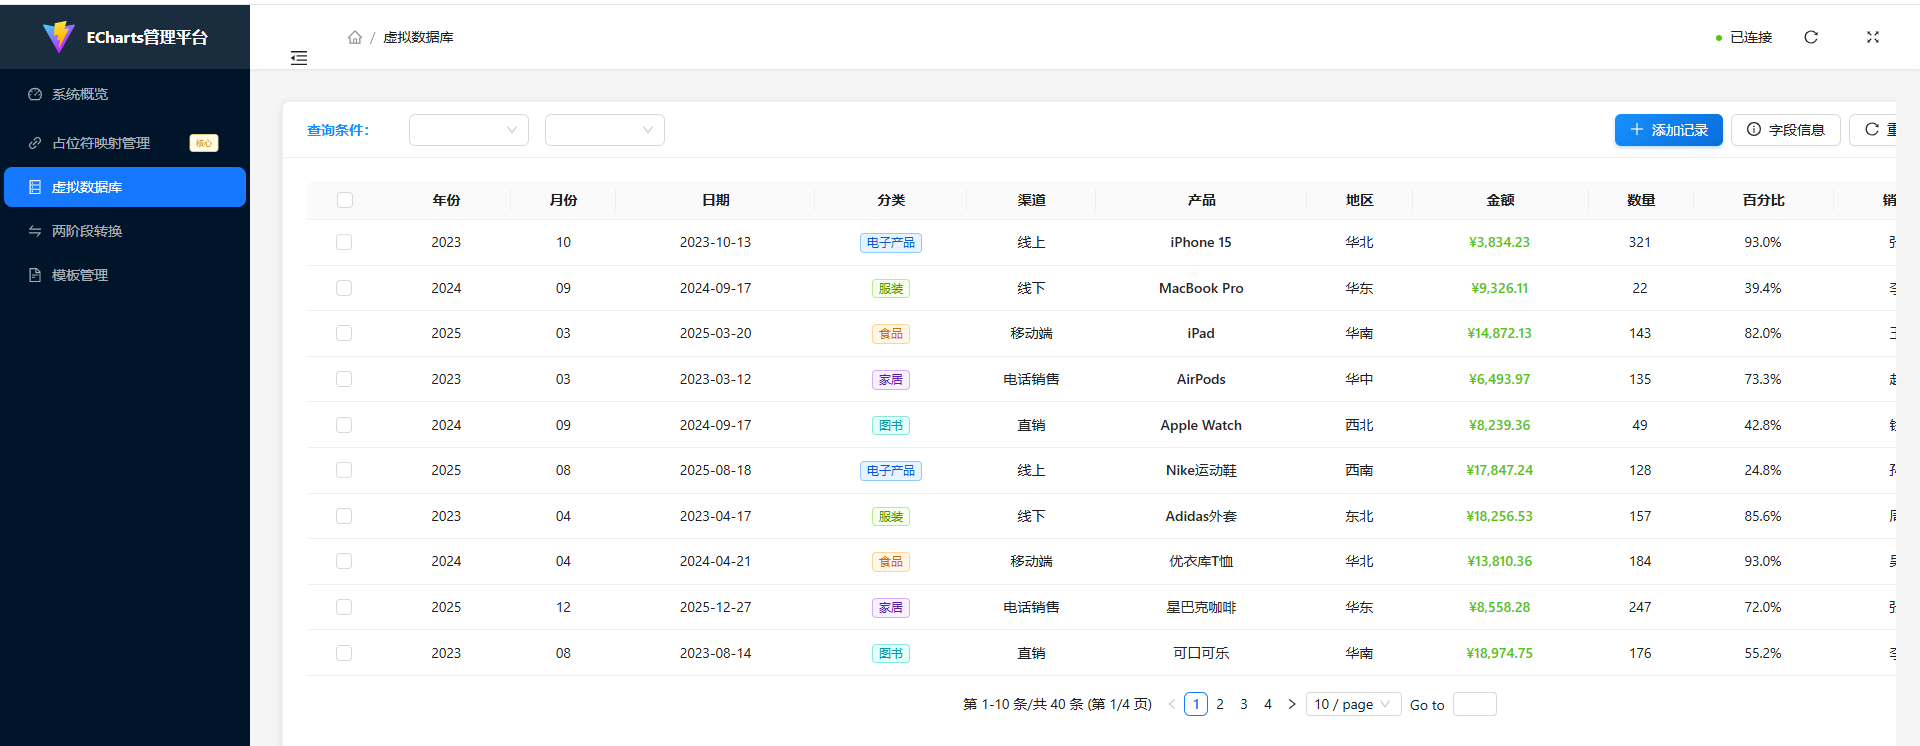 ECharts管理平台
/ 虚拟数据库
已连接
系统概览
占位符映射管理 核心
虚拟数据库
两阶段转换
模板管理
查询条件:
添加记录 字段信息 重
年份 月份 日期 分类 渠道 产品 地区 金额 数量 百分比 销
2023 10 2023-10-13 电子产品 线上 iPhone 15 华北 ¥3,834.23 321 93.0%
2024 09 2024-09-17 服装 线下 MacBook Pro 华东 ¥9,326.11 22 39.4% 李
2025 03 2025-03-20 食品 移动端 iPad 华南 ¥14,872.13 143 82.0% 王
2023 03 2023-03-12 家居 电话销售 AirPods 华中 ¥6,493.97 135 73.3%
2024 09 2024-09-17 图书 直销 Apple Watch 西北 ¥8,239.36 49 42.8%
2025 08 2025-08-18 电子产品 线上 Nike运动鞋 西南 ¥17,847.24 128 24.8%
2023 04 2023-04-17 服装 线下 Adidas外套 东北 ¥18,256.53 157 85.6%
2024 04 2024-04-21 食品 移动端 优衣库T恤 华北 ¥13,810.36 184 93.0%
2025 12 2025-12-27 家居 电话销售 星巴克咖啡 华东 ¥8,558.28 247 72.0%
2023 08 2023-08-14 图书 直销 可口可乐 华南 ¥18,974.75 176 55.2% 李
第 1-10 条/共 40 条 (第 1/4 页) 1 2 3 4 10 / page Go to